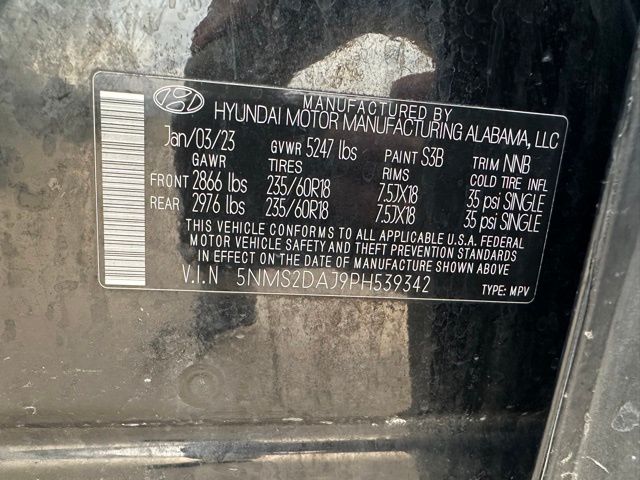 MANUFACTURED BY
HYUNDAI MOTOR MANUFACTURING ALABAMA, LLC
Jan/03/23 GVWR 5247 lbs PAINT S3B TRIM NNB
GAWR TIRES RIMS COLD TIRE INFL
FRONT 2866 lbs 235/60R18 7.5JX18 35 psi SINGLE
REAR 2976 lbs 235/60R18 7.5JX18 35 psi SINGLE
THIS VEHICLE CONFORMS TO ALL APPLICABLE U.S.A. FEDERAL
MOTOR VEHICLE SAFETY AND THEFT PREVENTION STANDARDS
IN EFFECT ON THE DATE OF MANUFACTURE SHOWN ABOVE.
V.I.N 5NMS2DAJ9PH539342 TYPE: MPV